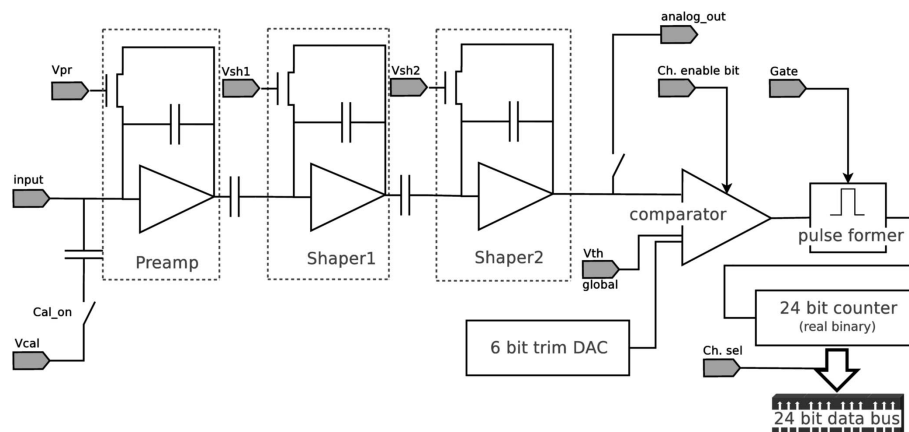 analog_out
Vpr
Vsh1
Vsh2
Ch. enable bit
Gate
input
Preamp
Shaper1
Shaper2
comparator
pulse former
Vth
global
Cal_on
Vcal
6 bit trim DAC
24 bit counter
(real binary)
Ch. sel
24 bit data bus